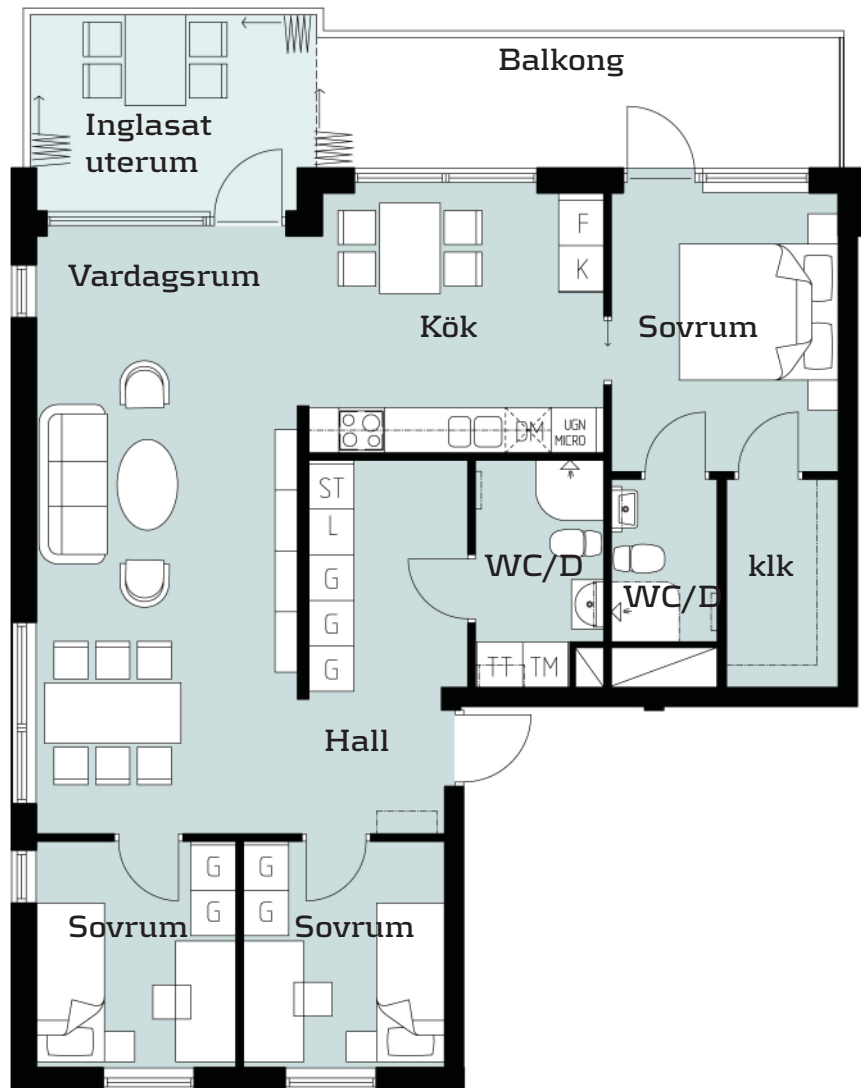 Balkong
Inglasat
uterum
F
K
Vardagsrum
Kök
Sovrum
DM
UGN
MICRO
ST
L
G
G
G
WC/D
WC/D
klk
TT
TM
Hall
G
G
G
G
Sovrum
Sovrum